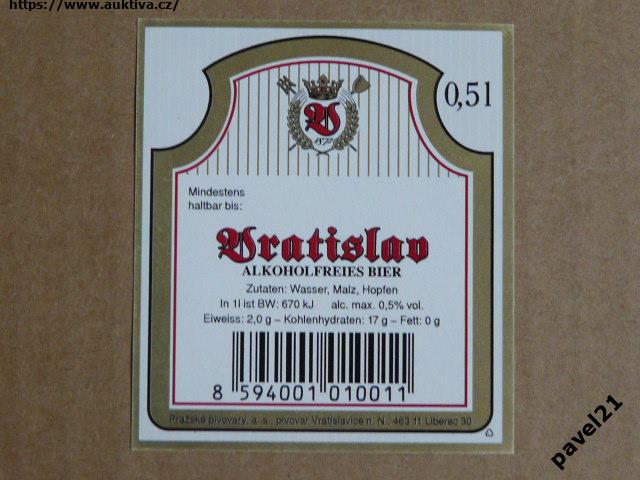 https://www.auktiva.cz/
0,5l
V
Mindestens
haltbar bis:
Vratislav
ALKOHOLFREIES BIER
Zutaten: Wasser, Malz, Hopfen
In 1l ist BW: 670 kJ alc. max. 0,5% vol.
Eiweiss: 2,0 g – Kohlenhydraten: 17 g – Fett: 0 g
8 594001 010011
Pražské pivovary, a. s., pivovar Vratislavice n. N., 463 11 Liberec 30
pavel21